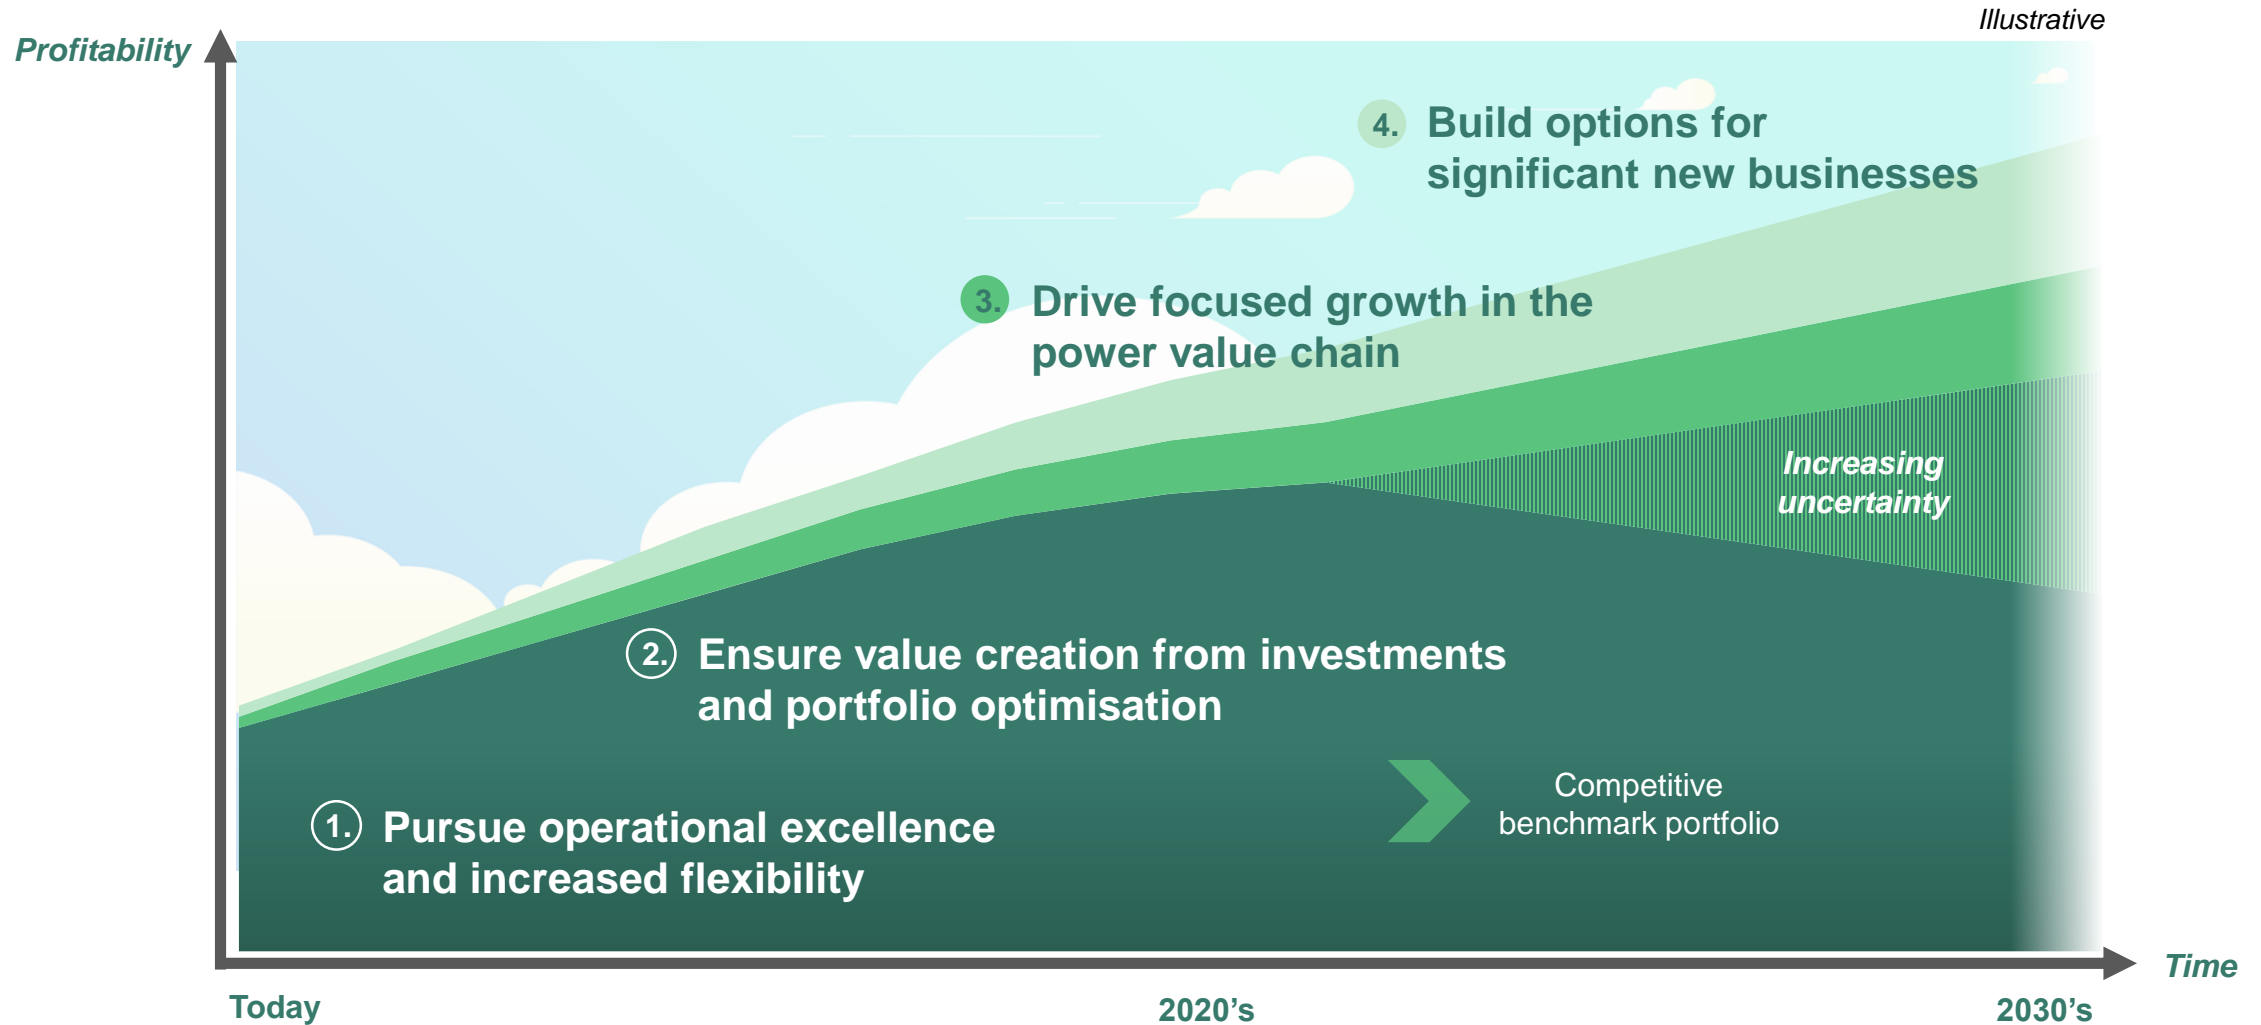 Illustrative
Profitability
4. Build options for
significant new businesses
3. Drive focused growth in the
power value chain
Increasing
uncertainty
2. Ensure value creation from investments
and portfolio optimisation
Competitive
benchmark portfolio
1. Pursue operational excellence
and increased flexibility
Time
Today
2020's
2030's